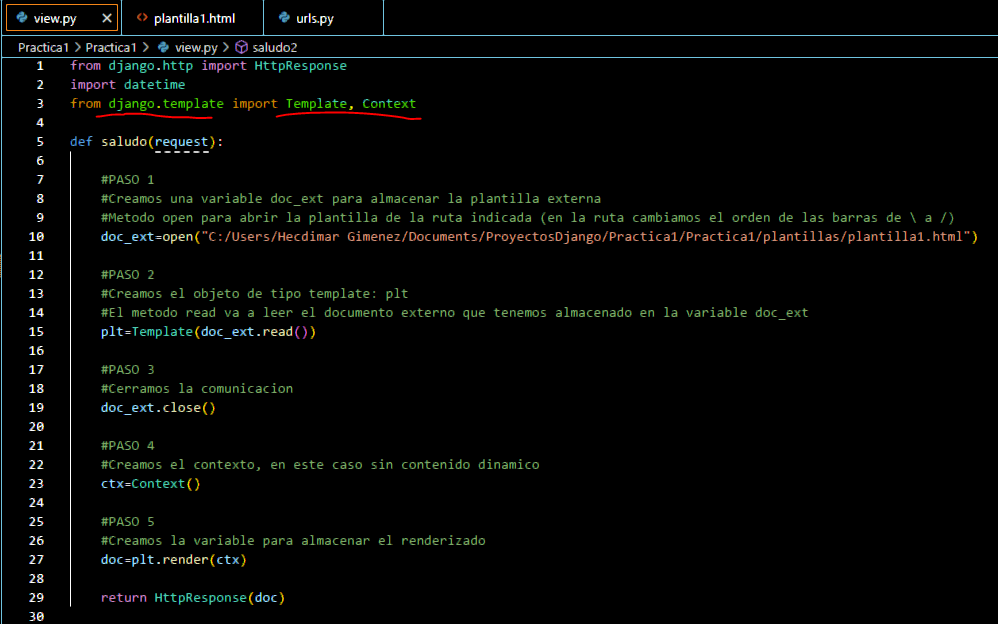 view.py × plantilla1.html urls.py
Practica1 > Practica1 > view.py > saludo2
1 from django.http import HttpResponse
2 import datetime
3 from django.template import Template, Context
4
5 def saludo(request):
6
7 #PASO 1
8 #Creamos una variable doc_ext para almacenar la plantilla externa
9 #Metodo open para abrir la plantilla de la ruta indicada (en la ruta cambiamos el orden de las barras de \ a /)
10 doc_ext=open("C:/Users/Hecdimar Gimenez/Documents/ProyectosDjango/Practica1/Practica1/plantillas/plantilla1.html")
11
12 #PASO 2
13 #Creamos el objeto de tipo template: plt
14 #El metodo read va a leer el documento externo que tenemos almacenado en la variable doc_ext
15 plt=Template(doc_ext.read())
16
17 #PASO 3
18 #Cerramos la comunicacion
19 doc_ext.close()
20
21 #PASO 4
22 #Creamos el contexto, en este caso sin contenido dinamico
23 ctx=Context()
24
25 #PASO 5
26 #Creamos la variable para almacenar el renderizado
27 doc=plt.render(ctx)
28
29 return HttpResponse(doc)
30